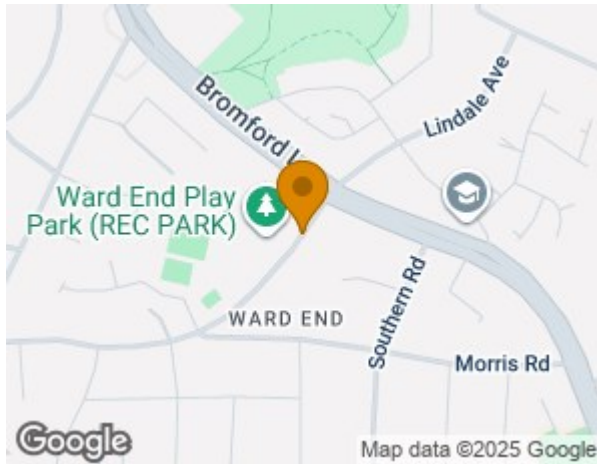 Bromford L
Lindale Ave
Ward End Play
Park (REC PARK)
WARD END
Southern Rd
Morris Rd
Google
Map data ©2025 Google